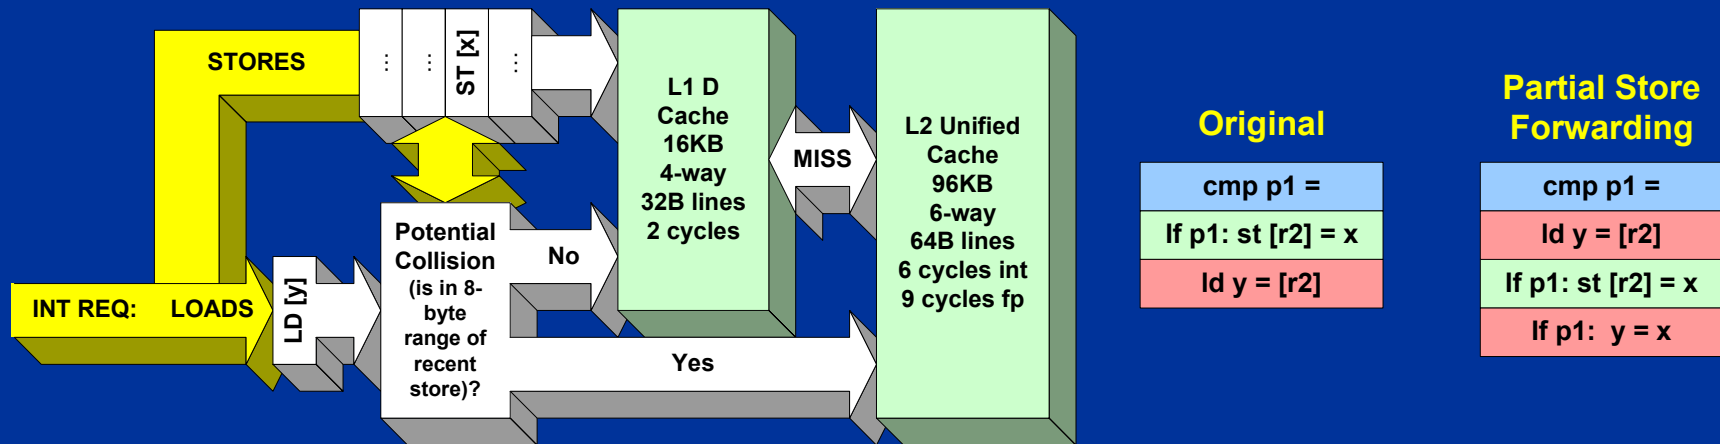 STORES
...
...
ST [x]
...
INT REQ: LOADS
LD [y]
Potential
Collision
(is in 8-
byte
range of
recent
store)?
No
Yes
L1 D
Cache
16KB
4-way
32B lines
2 cycles
MISS
L2 Unified
Cache
96KB
6-way
64B lines
6 cycles int
9 cycles fp
Original
cmp p1 =
If p1: st [r2] = x
ld y = [r2]
Partial Store
Forwarding
cmp p1 =
ld y = [r2]
If p1: st [r2] = x
If p1: y = x